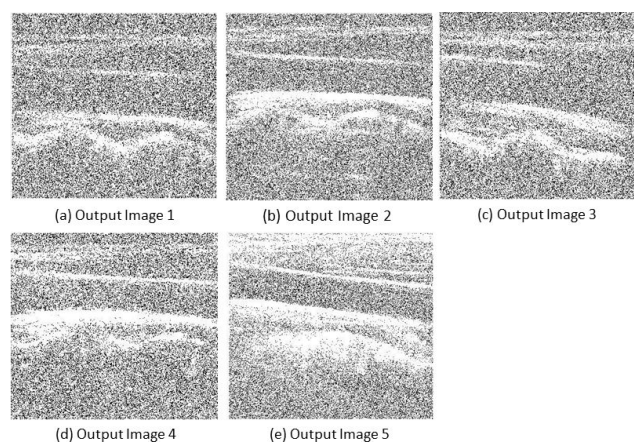 (a) Output Image 1
(b) Output Image 2
(c) Output Image 3
(d) Output Image 4
(e) Output Image 5